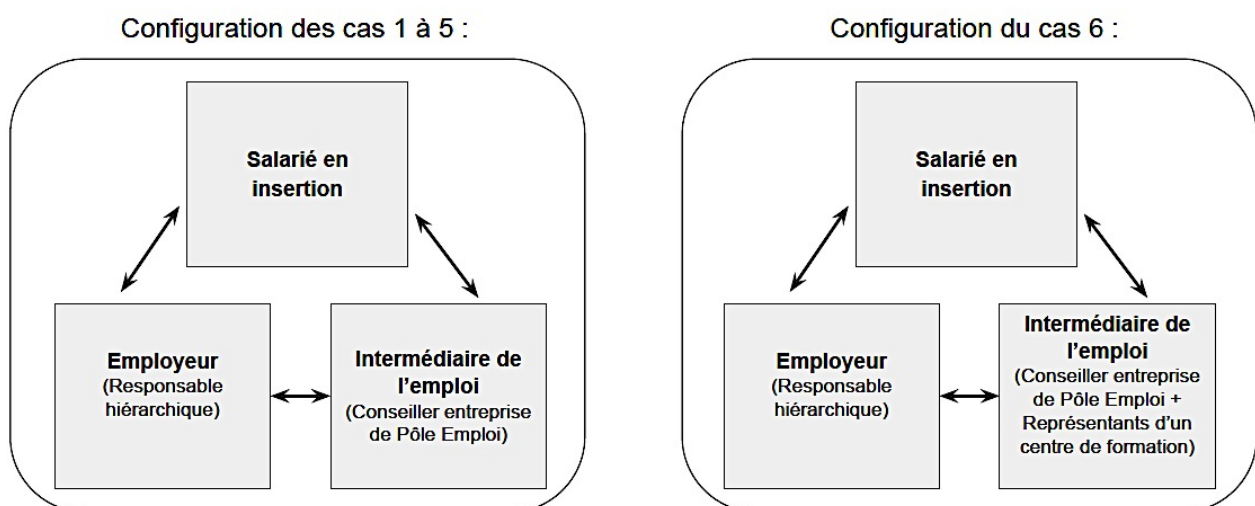 Configuration des cas 1 à 5 :
Salarié en
insertion
Employeur
(Responsable
hiérarchique)
Intermédiaire de
l'emploi
(Conseiller entreprise
de Pôle Emploi)
Configuration du cas 6 :
Salarié en
insertion
Employeur
(Responsable
hiérarchique)
Intermédiaire de
l'emploi
(Conseiller entreprise
de Pôle Emploi +
Représentants d'un
centre de formation)